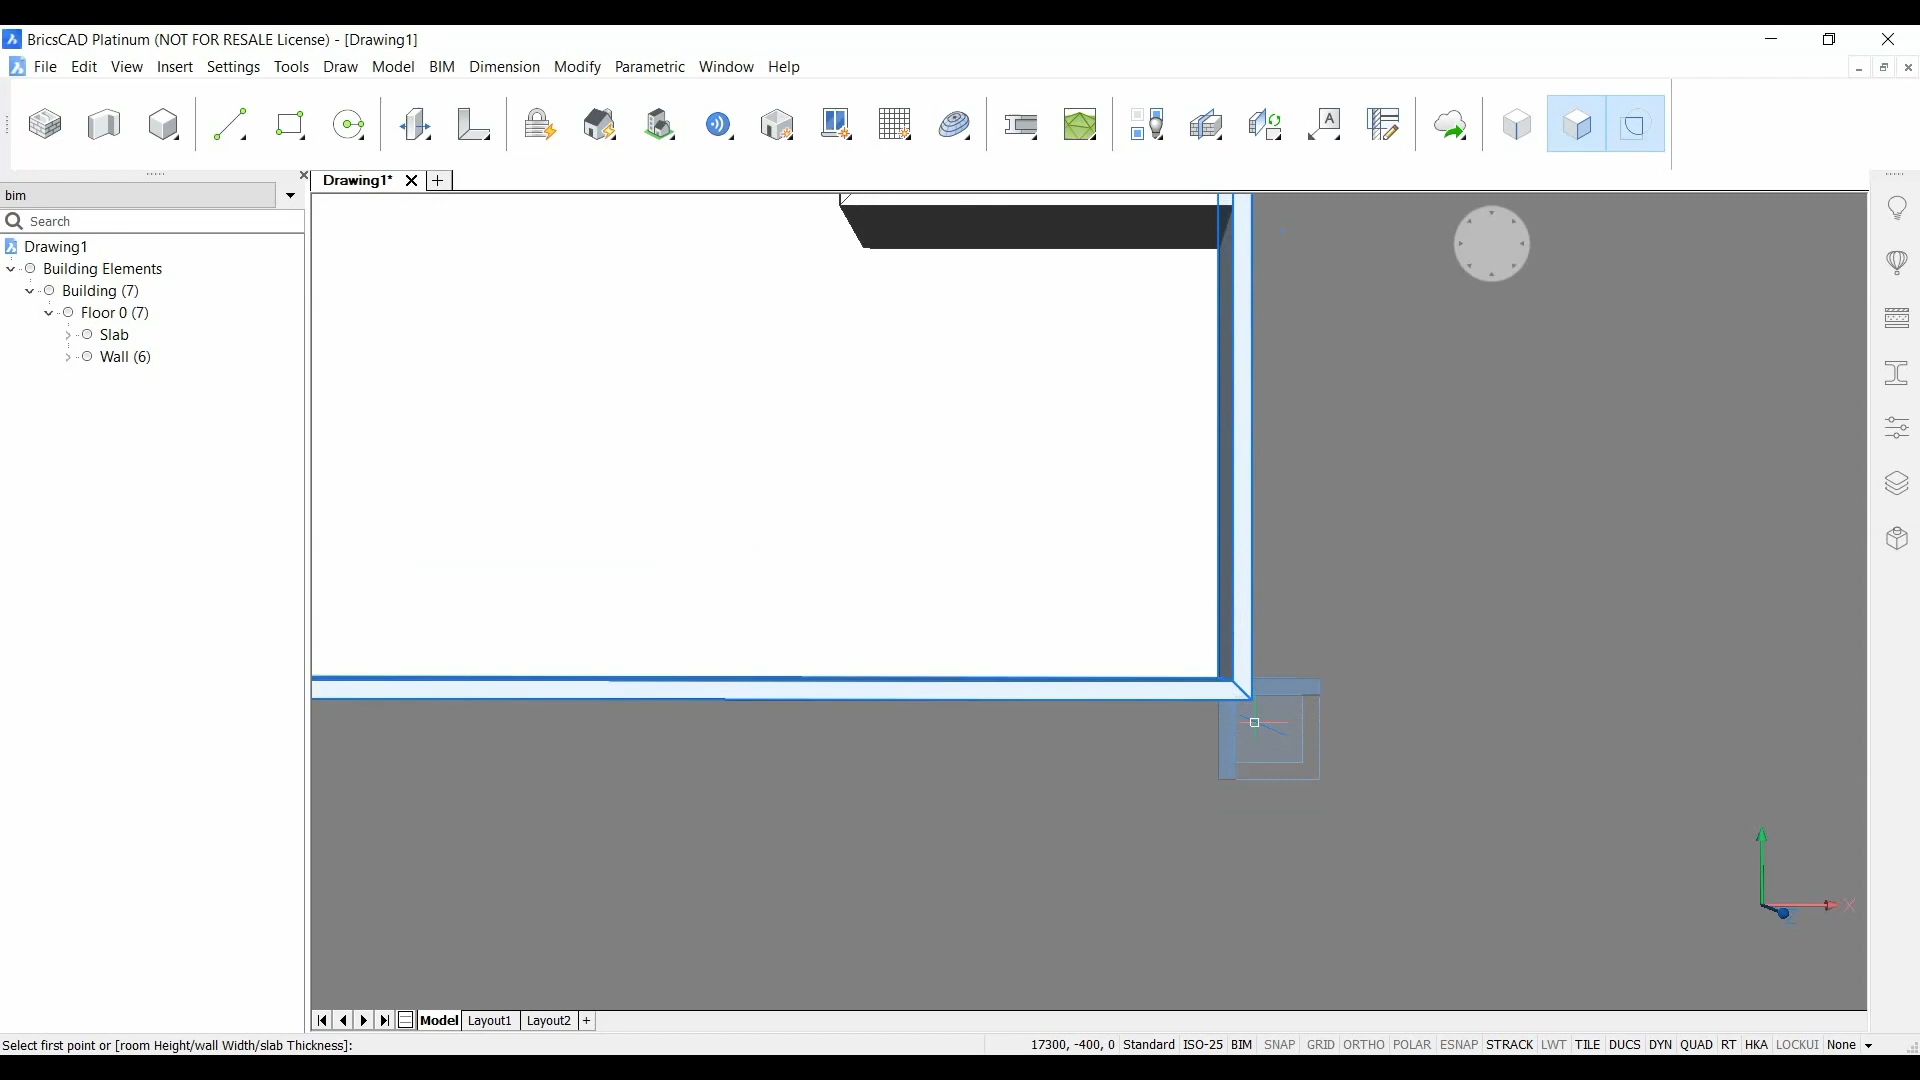 BricsCAD Platinum (NOT FOR RESALE License) - [Drawing1]
File Edit View Insert Settings Tools Draw Model BIM Dimension Modify Parametric Window Help
A
bim
Drawing1*
Search
Drawing1
Building Elements
Building (7)
Floor 0 (7)
Slab
Wall (6)
X
Model Layout1 Layout2 +
Select first point or [room Height/wall Width/slab Thickness]:
17300, -400, 0 Standard ISO-25 BIM SNAP GRID ORTHO POLAR ESNAP STRACK LWT TILE DUCS DYN QUAD RT HKA LOCKUI None